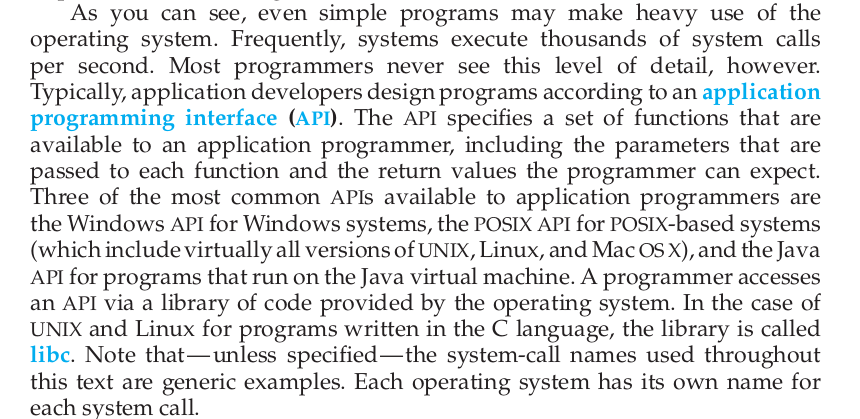 As you can see, even simple programs may make heavy use of the
operating system. Frequently, systems execute thousands of system calls
per second. Most programmers never see this level of detail, however.
Typically, application developers design programs according to an application
programming interface (API). The API specifies a set of functions that are
available to an application programmer, including the parameters that are
passed to each function and the return values the programmer can expect.
Three of the most common APIs available to application programmers are
the Windows API for Windows systems, the POSIX API for POSIX-based systems
(which include virtually all versions of UNIX, Linux, and Mac OS X), and the Java
API for programs that run on the Java virtual machine. A programmer accesses
an API via a library of code provided by the operating system. In the case of
UNIX and Linux for programs written in the C language, the library is called
libc. Note that—unless specified—the system-call names used throughout
this text are generic examples. Each operating system has its own name for
each system call.